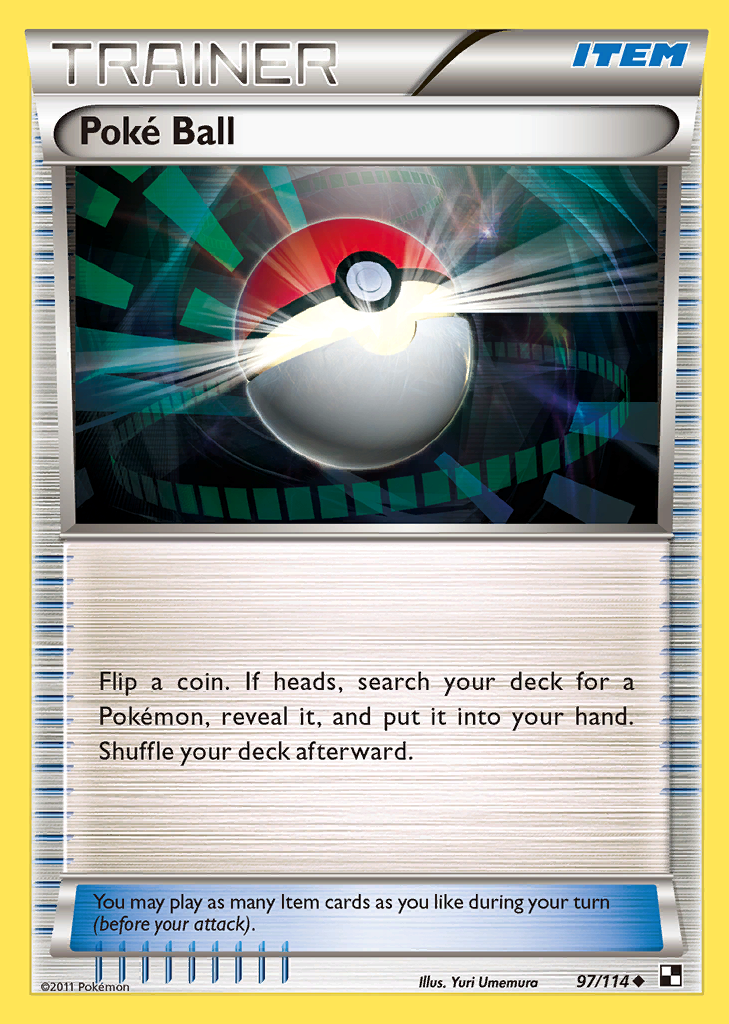 TRAINER
ITEM
Poké Ball
Flip a coin. If heads, search your deck for a
Pokémon, reveal it, and put it into your hand.
Shuffle your deck afterward.
You may play as many Item cards as you like during your turn
(before your attack).
©2011 Pokémon
Illus. Yuri Umemura
97/114